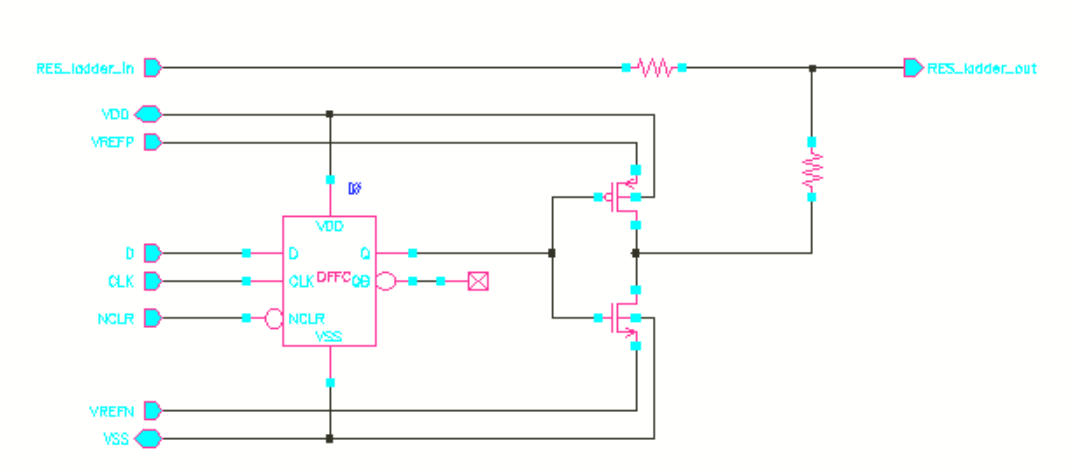 RES_ladder_in
RES_ladder_out
VDD
VREFP
VDD
D
D
Q
CLK
CLK
DFFC
QB
NCLR
NCLR
VSS
VREFN
VSS